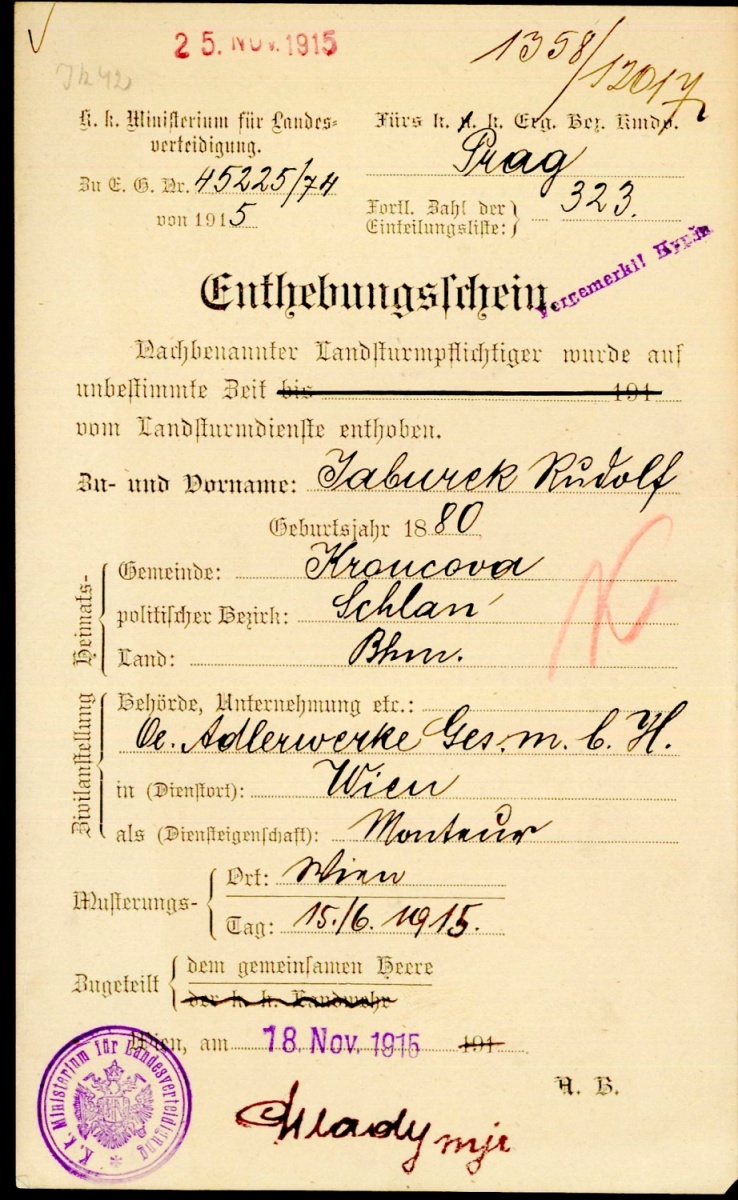 25. NOV. 1915
1358/12017
K. k. Ministerium für Landes-
verteidigung.
Zu E. G. Nr. 45225/74
von 1915
Fürs k. u. k. Erg. Bez. Kmdo.
Prag
Fortl. Zahl der
Einteilungsliste: 323.
Enthebungsschein.
Vorgemerkt!
Nachbenannter Landsturmpflichtiger wurde auf
unbestimmte Zeit bis 191
vom Landsturmdienste enthoben.
Zu- und Vorname: Jaburek Rudolf
Geburtsjahr 1880
Heimats-
Gemeinde: Kroucova
politischer Bezirk: Schlan
Land: Bhm.
Zivilanstellung
Behörde, Unternehmung etc.:
Oe. Adlerwerke Ges. m. b. H.
in (Dienstort): Wien
als (Diensteigenschaft): Monteur
Musterungs-
Ort: Wien
Tag: 15./6. 1915.
Zugeteilt
dem gemeinsamen Heere
der k. k. Landwehr
Wien, am 18. Nov. 1915 191
A. B.
K. k. Ministerium für Landesverteidigung
mjr